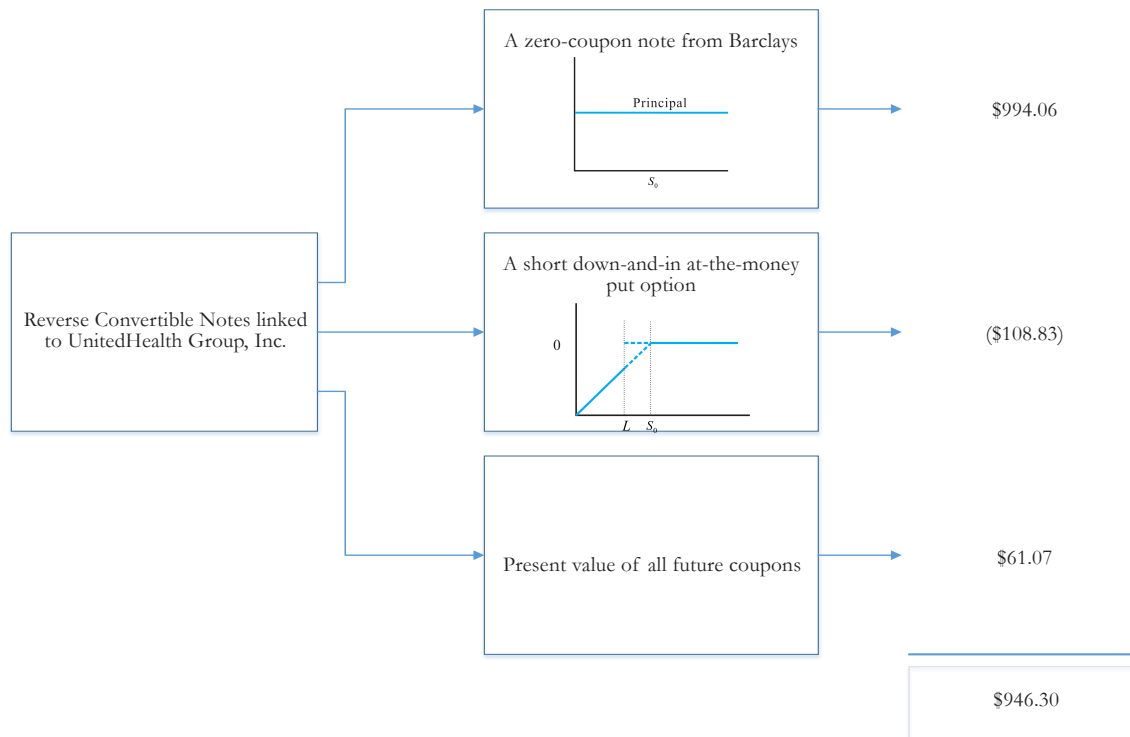 A zero-coupon note from Barclays
Principal
S₀
$994.06
Reverse Convertible Notes linked
to UnitedHealth Group, Inc.
A short down-and-in at-the-money
put option
0
L S₀
($108.83)
Present value of all future coupons
$61.07
$946.30